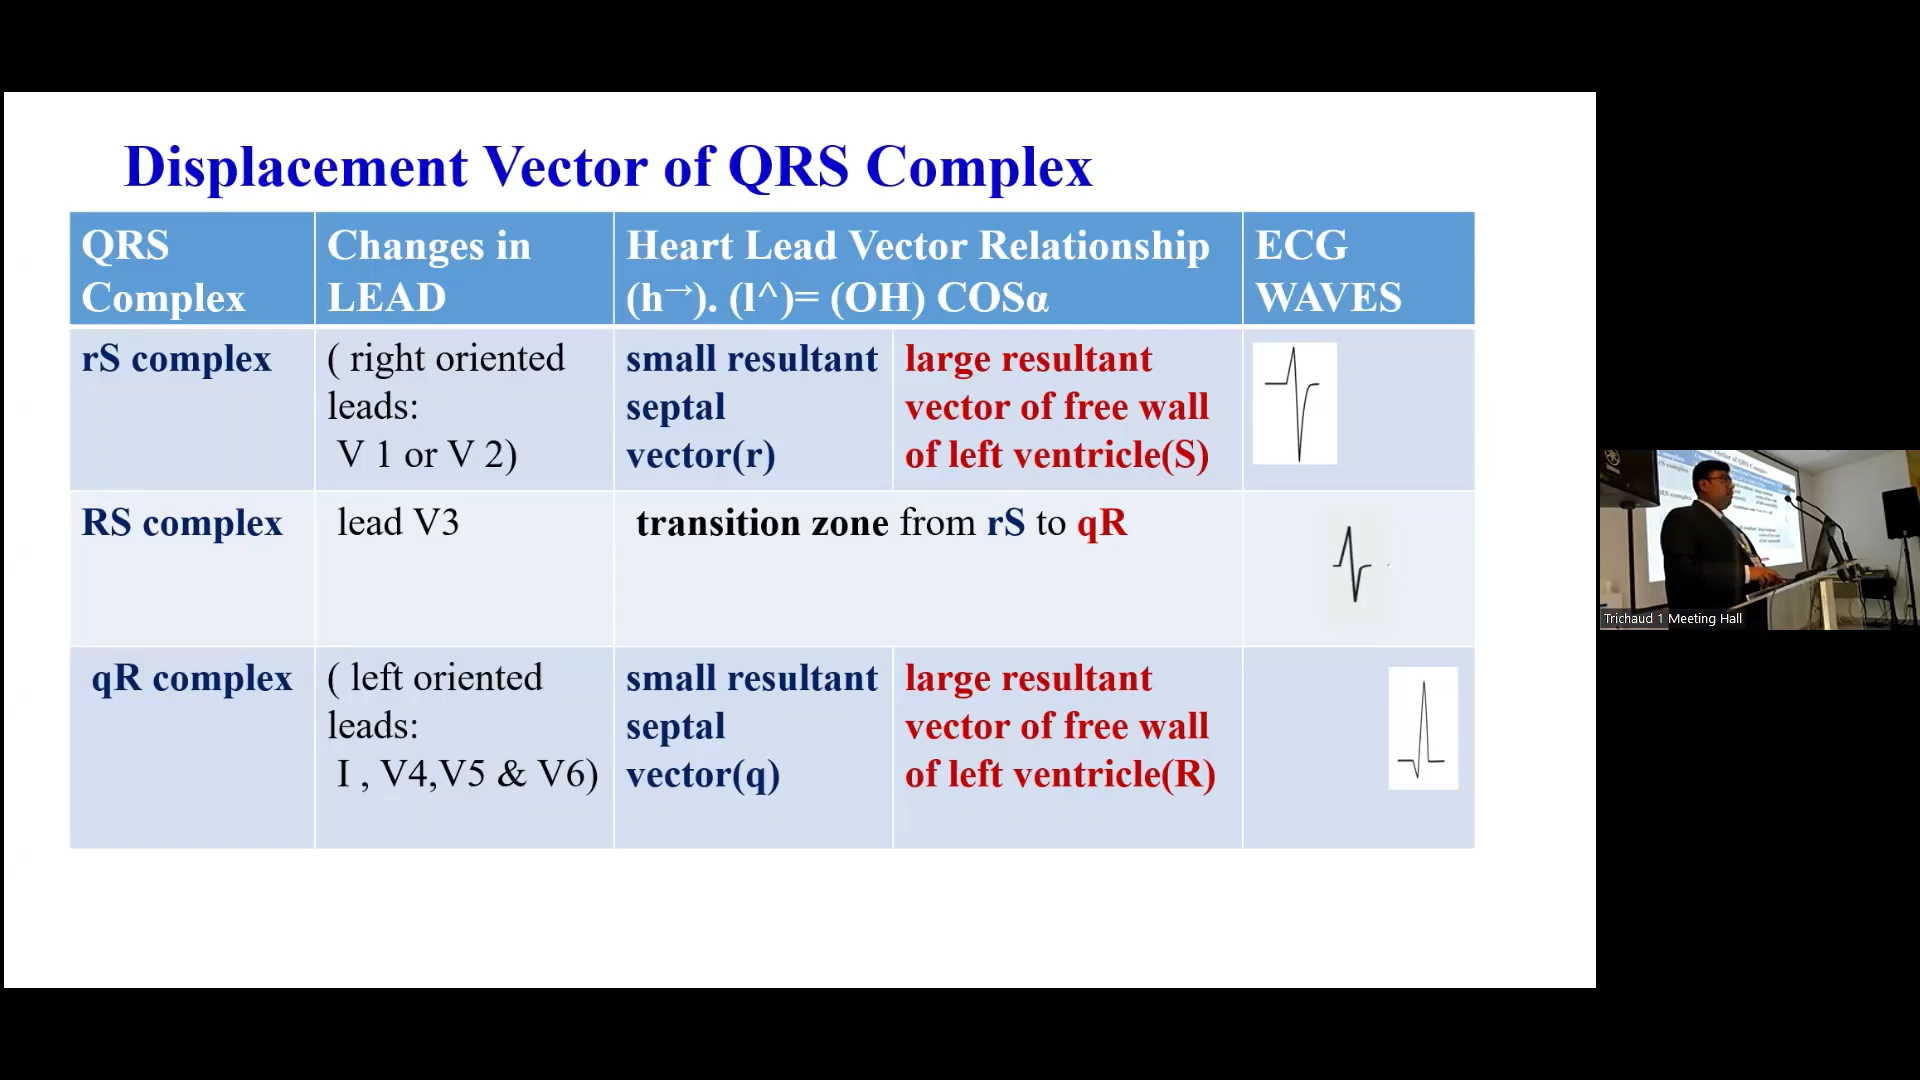 Displacement Vector of QRS Complex
QRS
Complex
Changes in
LEAD
Heart Lead Vector Relationship
(h→). (l^)= (OH) COSα
ECG
WAVES
rS complex
( right oriented
leads:
V 1 or V 2)
small resultant
septal
vector(r)
large resultant
vector of free wall
of left ventricle(S)
RS complex
lead V3
transition zone from rS to qR
qR complex
( left oriented
leads:
I , V4,V5 & V6)
small resultant
septal
vector(q)
large resultant
vector of free wall
of left ventricle(R)
Trichaud 1 Meeting Hall